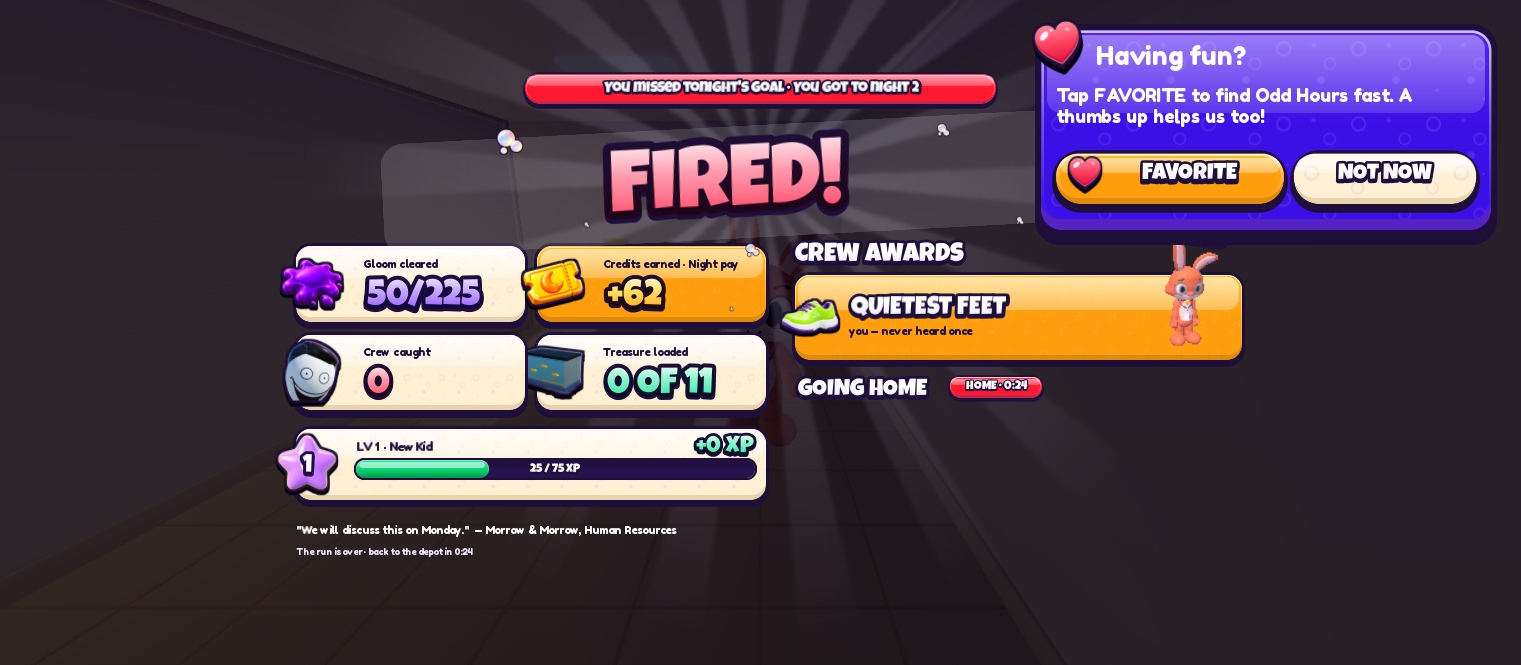 YOU MISSED TONIGHT'S GOAL · YOU GOT TO NIGHT 2
FIRED!
Having fun?
Tap FAVORITE to find Odd Hours fast. A
thumbs up helps us too!
FAVORITE
NOT NOW
Gloom cleared
50/225
Credits earned · Night pay
+62
Crew caught
0
Treasure loaded
0 OF 11
1
LV 1 · New Kid
+0 XP
25 / 75 XP
"We will discuss this on Monday." — Morrow & Morrow, Human Resources
The run is over · back to the depot in 0:24
CREW AWARDS
QUIETEST FEET
you — never heard once
GOING HOME
HOME · 0:24